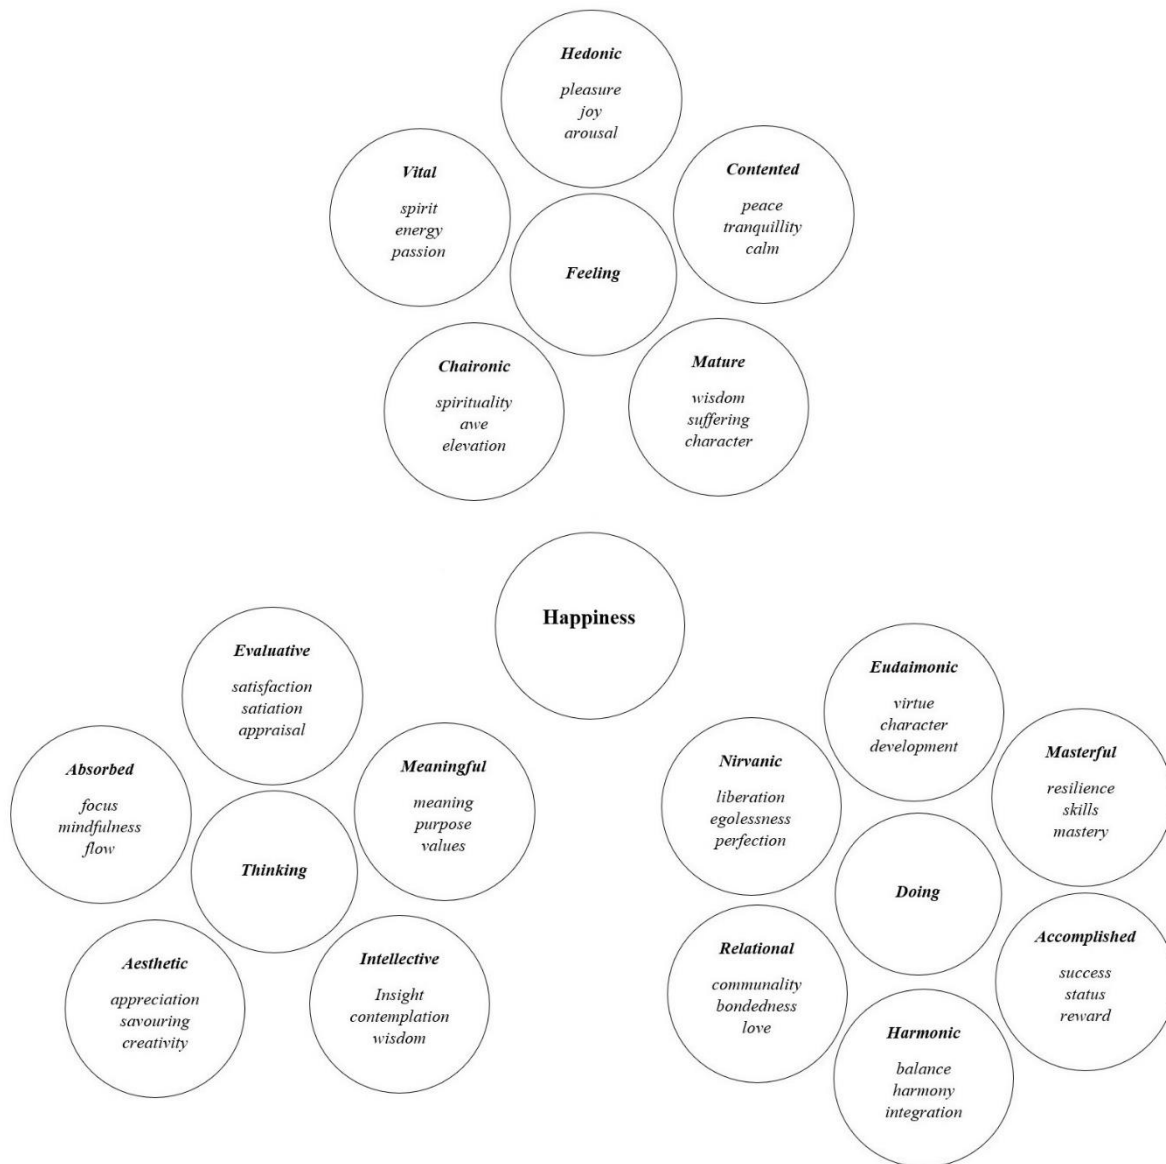 Hedonic
pleasure
joy
arousal
Vital
spirit
energy
passion
Contented
peace
tranquillity
calm
Feeling
Chaironic
spirituality
awe
elevation
Mature
wisdom
suffering
character
Happiness
Evaluative
satisfaction
satiation
appraisal
Absorbed
focus
mindfulness
flow
Meaningful
meaning
purpose
values
Thinking
Aesthetic
appreciation
savouring
creativity
Intellective
Insight
contemplation
wisdom
Eudaimonic
virtue
character
development
Nirvanic
liberation
egolessness
perfection
Masterful
resilience
skills
mastery
Doing
Relational
communality
bondedness
love
Accomplished
success
status
reward
Harmonic
balance
harmony
integration